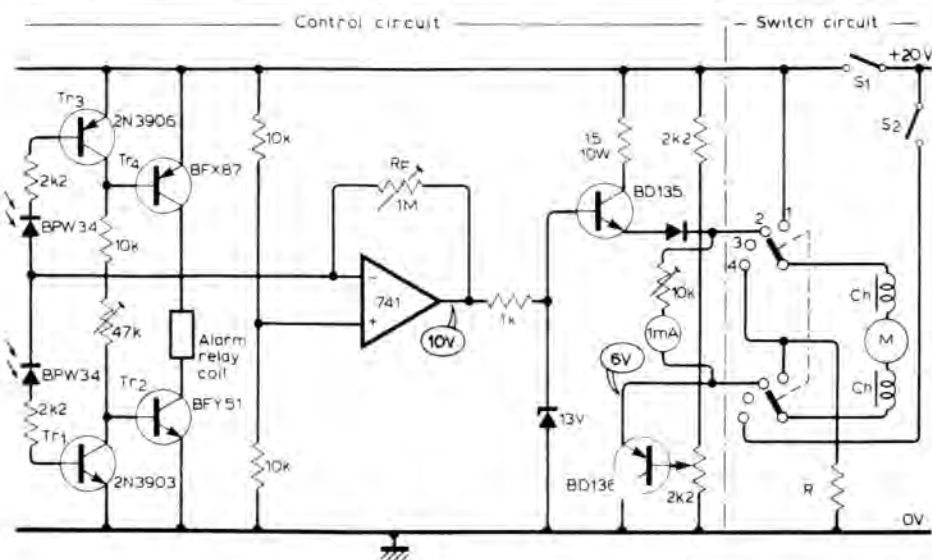 Control circuit
Switch circuit
+20V
S1
S2
Tr3
2N3906
Tr4
BFX87
2k2
BPW34
10k
47k
BPW34
2k2
Tr1
2N3903
Alarm
relay
coil
Tr2
BFY51
10k
10k
RF
1M
741
-
+
10V
1k
13V
15
10W
BD135
2k2
10k
1mA
6V
BD136
2k2
1
2
3
4
Ch
M
Ch
R
0V